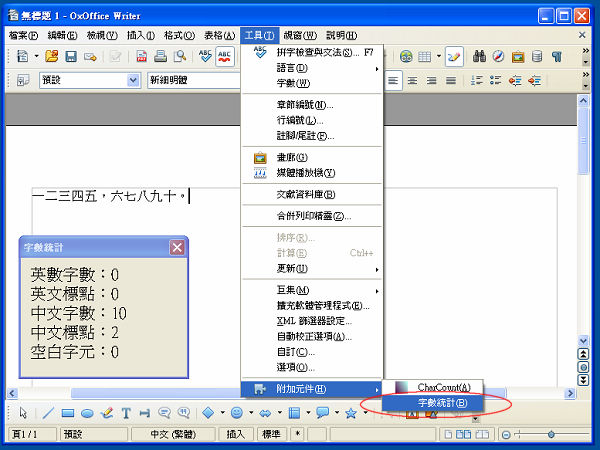 無標題 1 - OxOffice Writer
檔案(F) 編輯(E) 檢視(V) 插入(I) 格式(O) 表格(A) 工具(T) 視窗(W) 說明(H)
拼字檢查與文法(S)... F7
語言(D)
字數(W)
預設 新細明體
章節編號(N)...
行編號(L)...
註腳/尾註(F)...
畫廊(G)
媒體播放機(Y)
文獻資料庫(B)
一二三四五，六七八九十。
合併列印精靈(Z)...
排序(R)...
計算(E) Ctrl++
更新(U)
字數統計
英數字數：0
英文標點：0
中文字數：10
中文標點：2
空白字元：0
巨集(M)
擴充軟體管理程式(E)...
XML 篩選器設定...
自動校正選項(A)...
自訂(C)...
選項(O)...
附加元件(H)
CharCount(A)
字數統計(B)
頁1 / 1 預設 中文 (繁體) 插入 標準 *